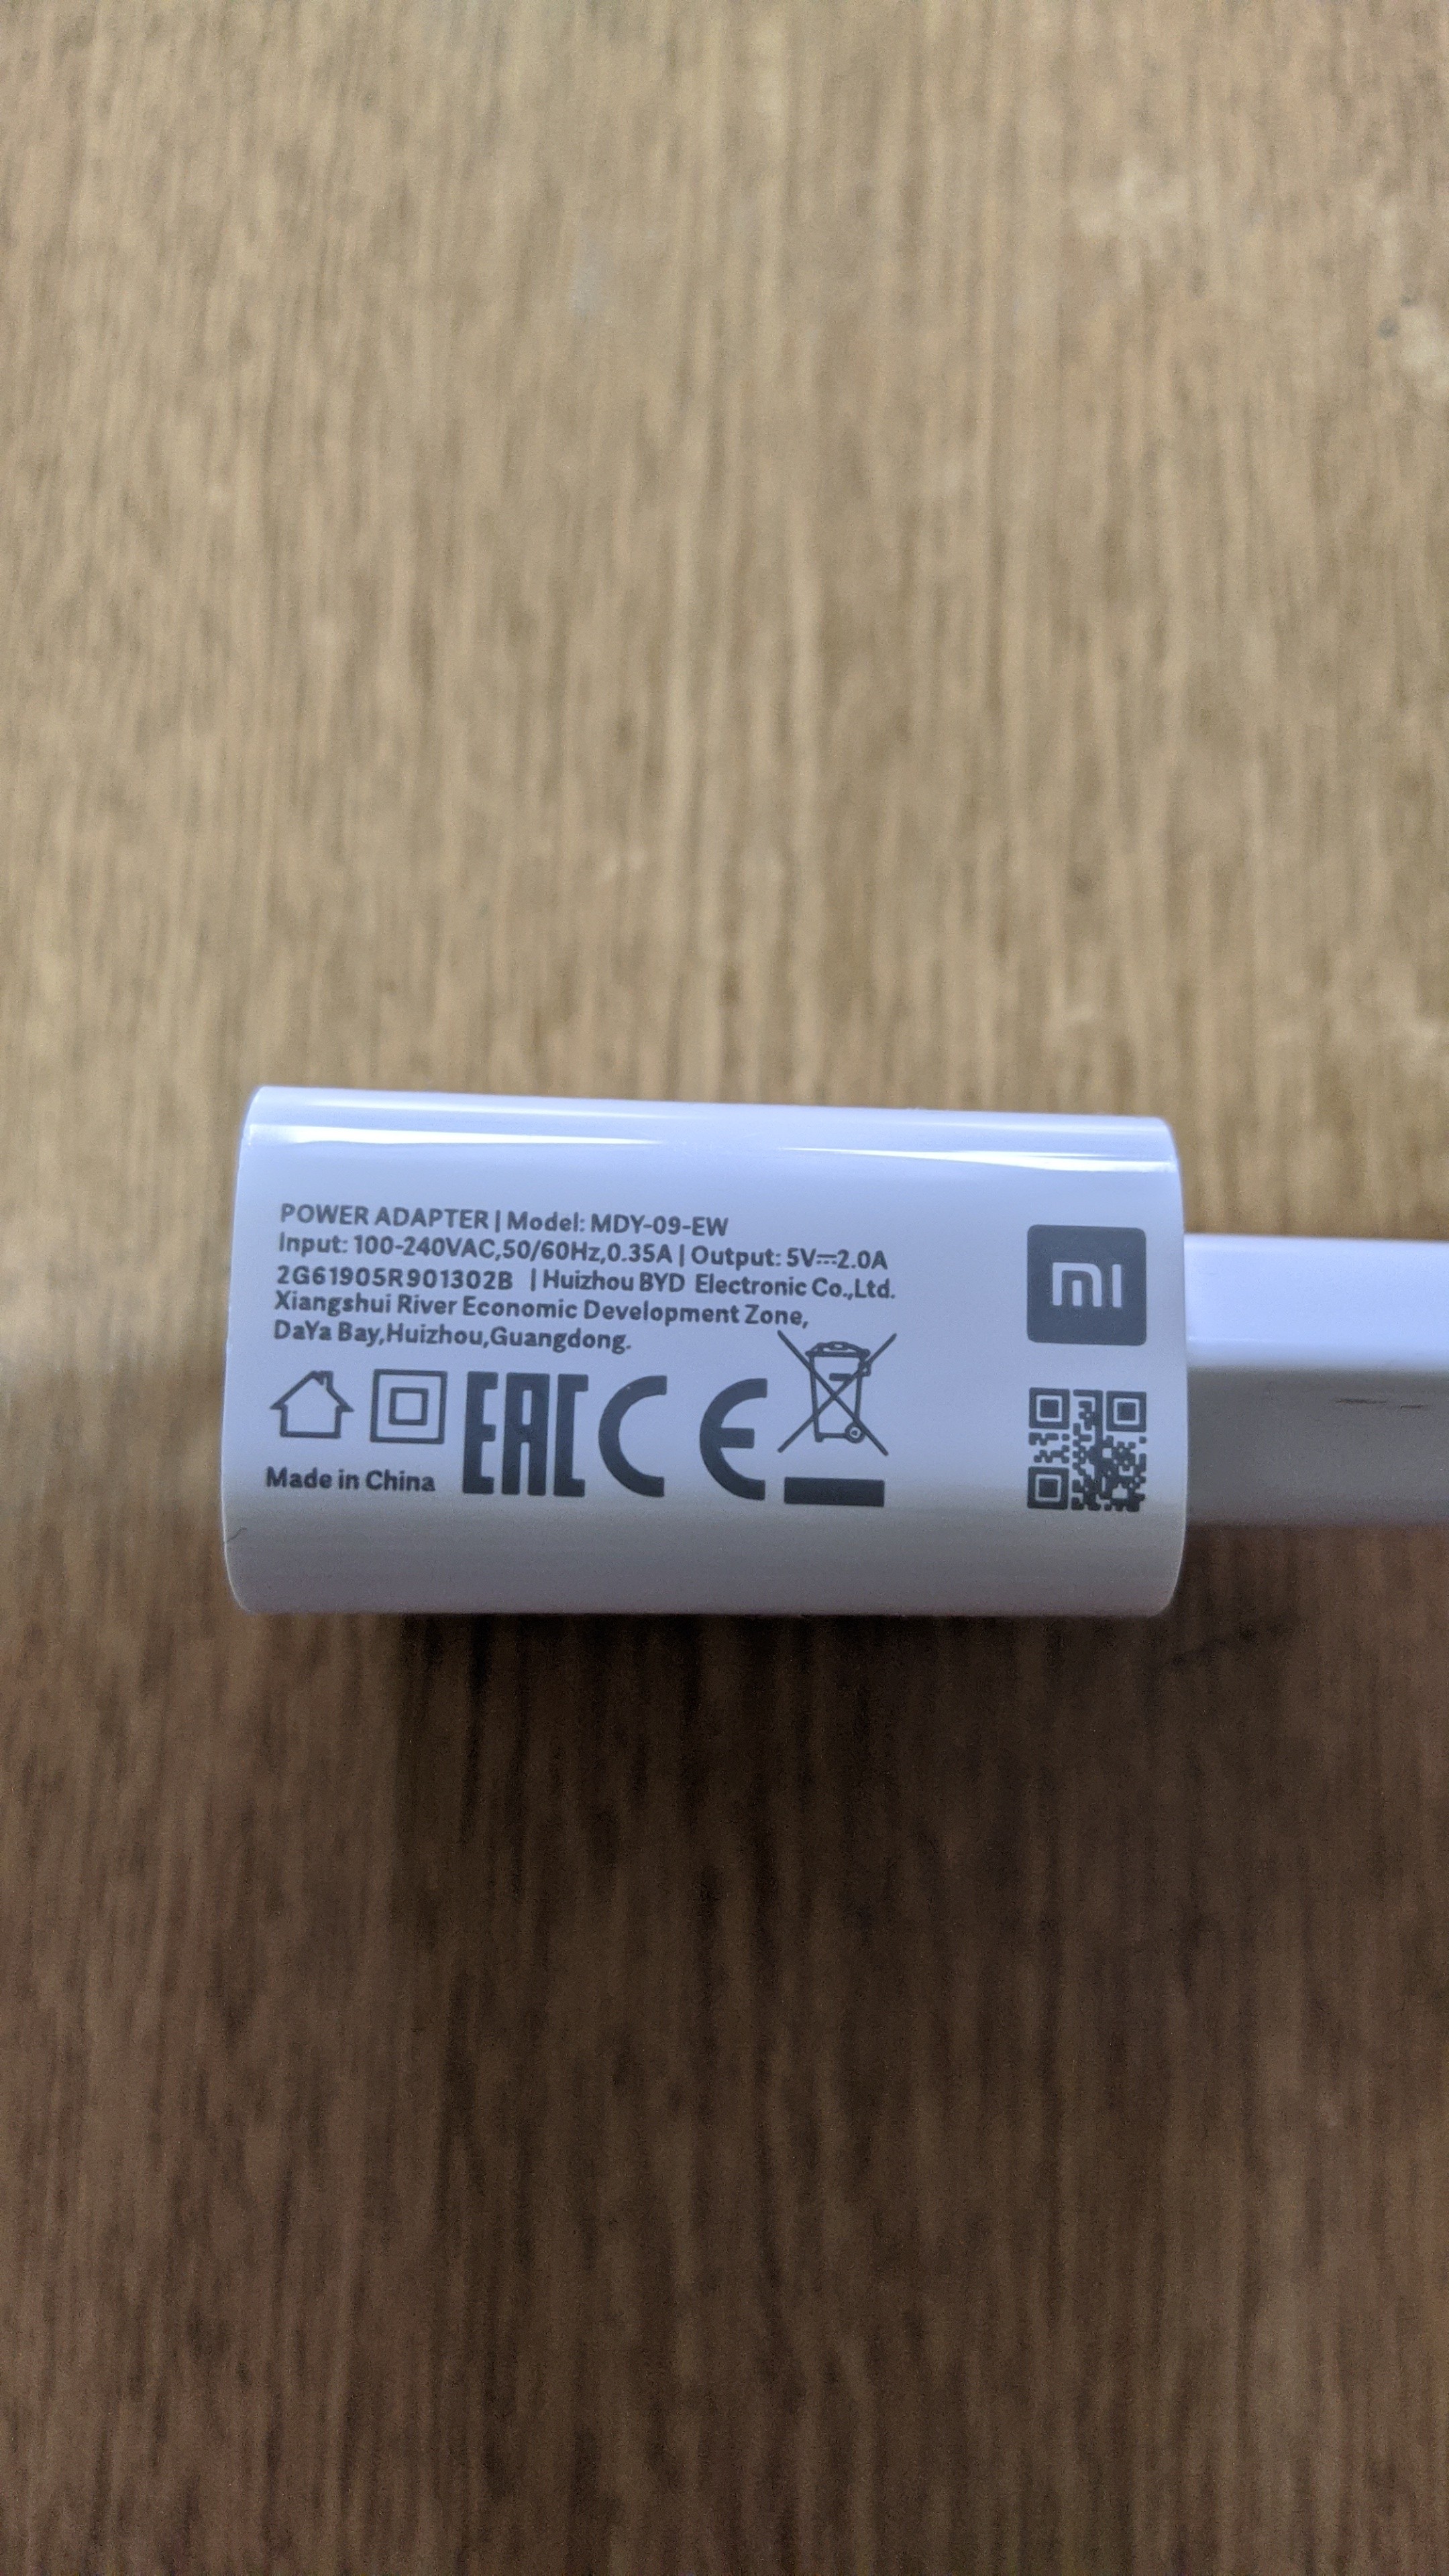 POWER ADAPTER | Model: MDY-09-EW
Input: 100-240VAC,50/60Hz,0.35A | Output: 5V⎓2.0A
2G61905R901302B | Huizhou BYD Electronic Co.,Ltd.
Xiangshui River Economic Development Zone,
DaYa Bay,Huizhou,Guangdong.
EAC CE
Made in China
mi